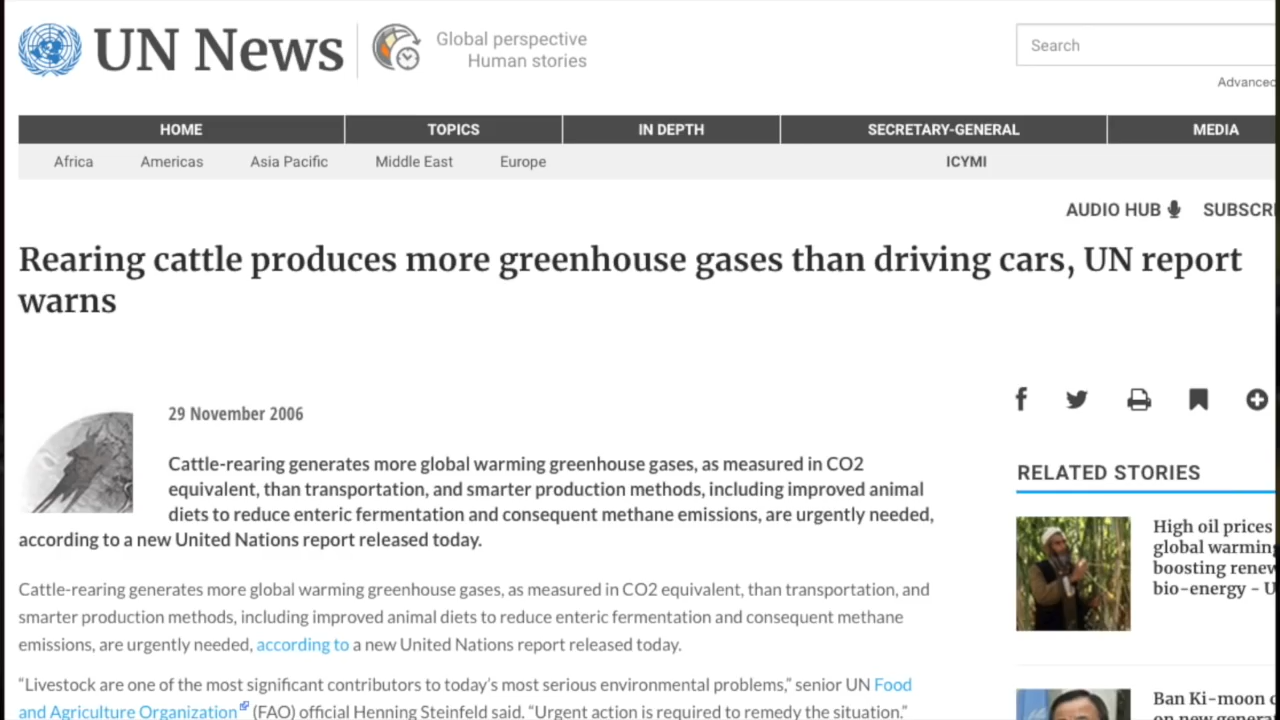 UN News
Global perspective
Human stories
Search
Advanced
HOME TOPICS IN DEPTH SECRETARY-GENERAL MEDIA
Africa Americas Asia Pacific Middle East Europe ICYMI
AUDIO HUB SUBSCRI
Rearing cattle produces more greenhouse gases than driving cars, UN report
warns
29 November 2006
Cattle-rearing generates more global warming greenhouse gases, as measured in CO2
equivalent, than transportation, and smarter production methods, including improved animal
diets to reduce enteric fermentation and consequent methane emissions, are urgently needed,
according to a new United Nations report released today.
Cattle-rearing generates more global warming greenhouse gases, as measured in CO2 equivalent, than transportation, and
smarter production methods, including improved animal diets to reduce enteric fermentation and consequent methane
emissions, are urgently needed, according to a new United Nations report released today.
“Livestock are one of the most significant contributors to today’s most serious environmental problems,” senior UN Food
and Agriculture Organization (FAO) official Henning Steinfeld said. “Urgent action is required to remedy the situation.”
RELATED STORIES
High oil prices
global warming
boosting renew
bio-energy – U
Ban Ki-moon
on new gener